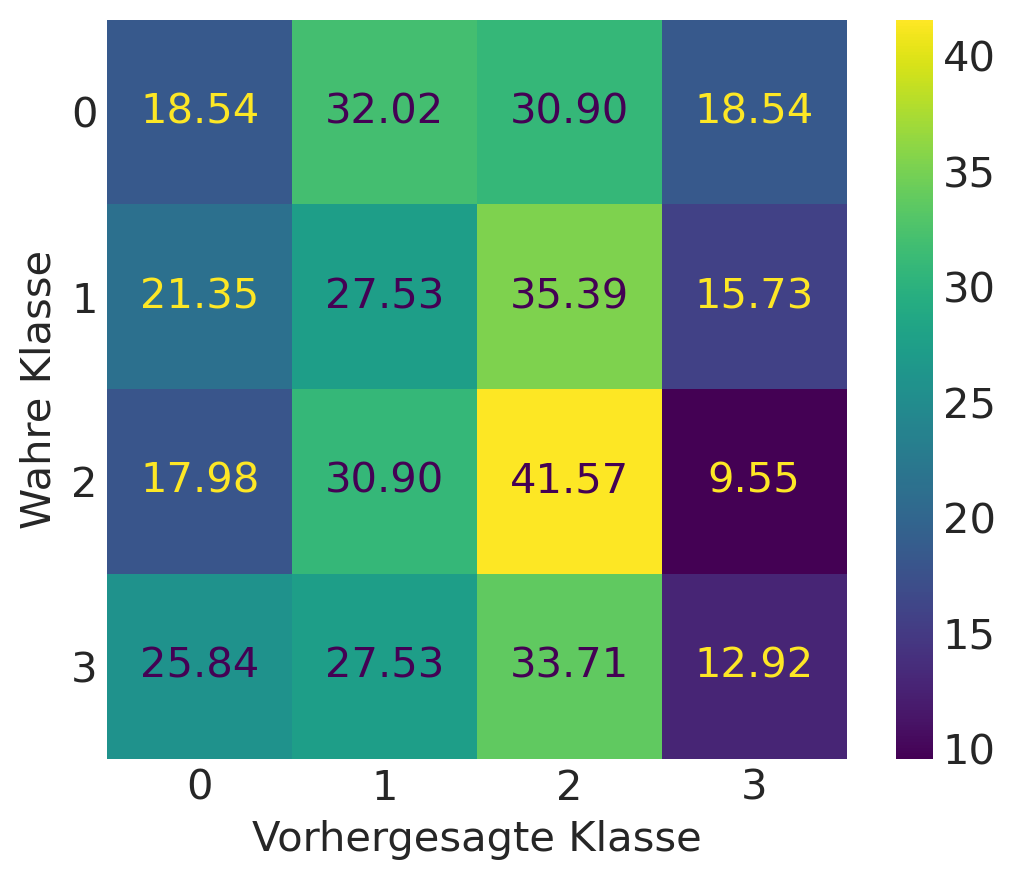 0 18.54 32.02 30.90 18.54
1 21.35 27.53 35.39 15.73
2 17.98 30.90 41.57 9.55
3 25.84 27.53 33.71 12.92
0 1 2 3
Vorhergesagte Klasse
Wahre Klasse
40
35
30
25
20
15
10